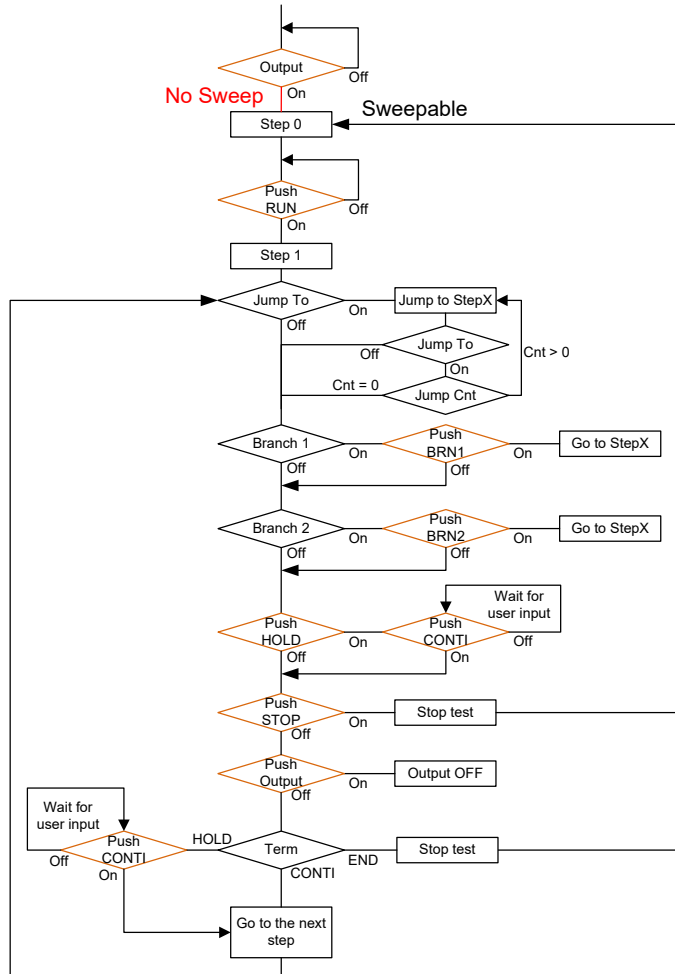 Output
Off
On
No Sweep
Sweepable
Step 0
Push
RUN
Off
On
Step 1
Jump To
On
Jump to StepX
Off
Jump To
Off
On
Cnt > 0
Cnt = 0
Jump Cnt
Branch 1
On
Push
BRN1
On
Go to StepX
Off
Off
Branch 2
On
Push
BRN2
On
Go to StepX
Off
Off
Wait for
user input
Push
HOLD
On
Push
CONTI
Off
Off
On
Push
STOP
On
Stop test
Off
Push
Output
On
Output OFF
Off
Wait for
user input
Push
CONTI
Off
On
HOLD
Term
END
Stop test
CONTI
Go to the next
step